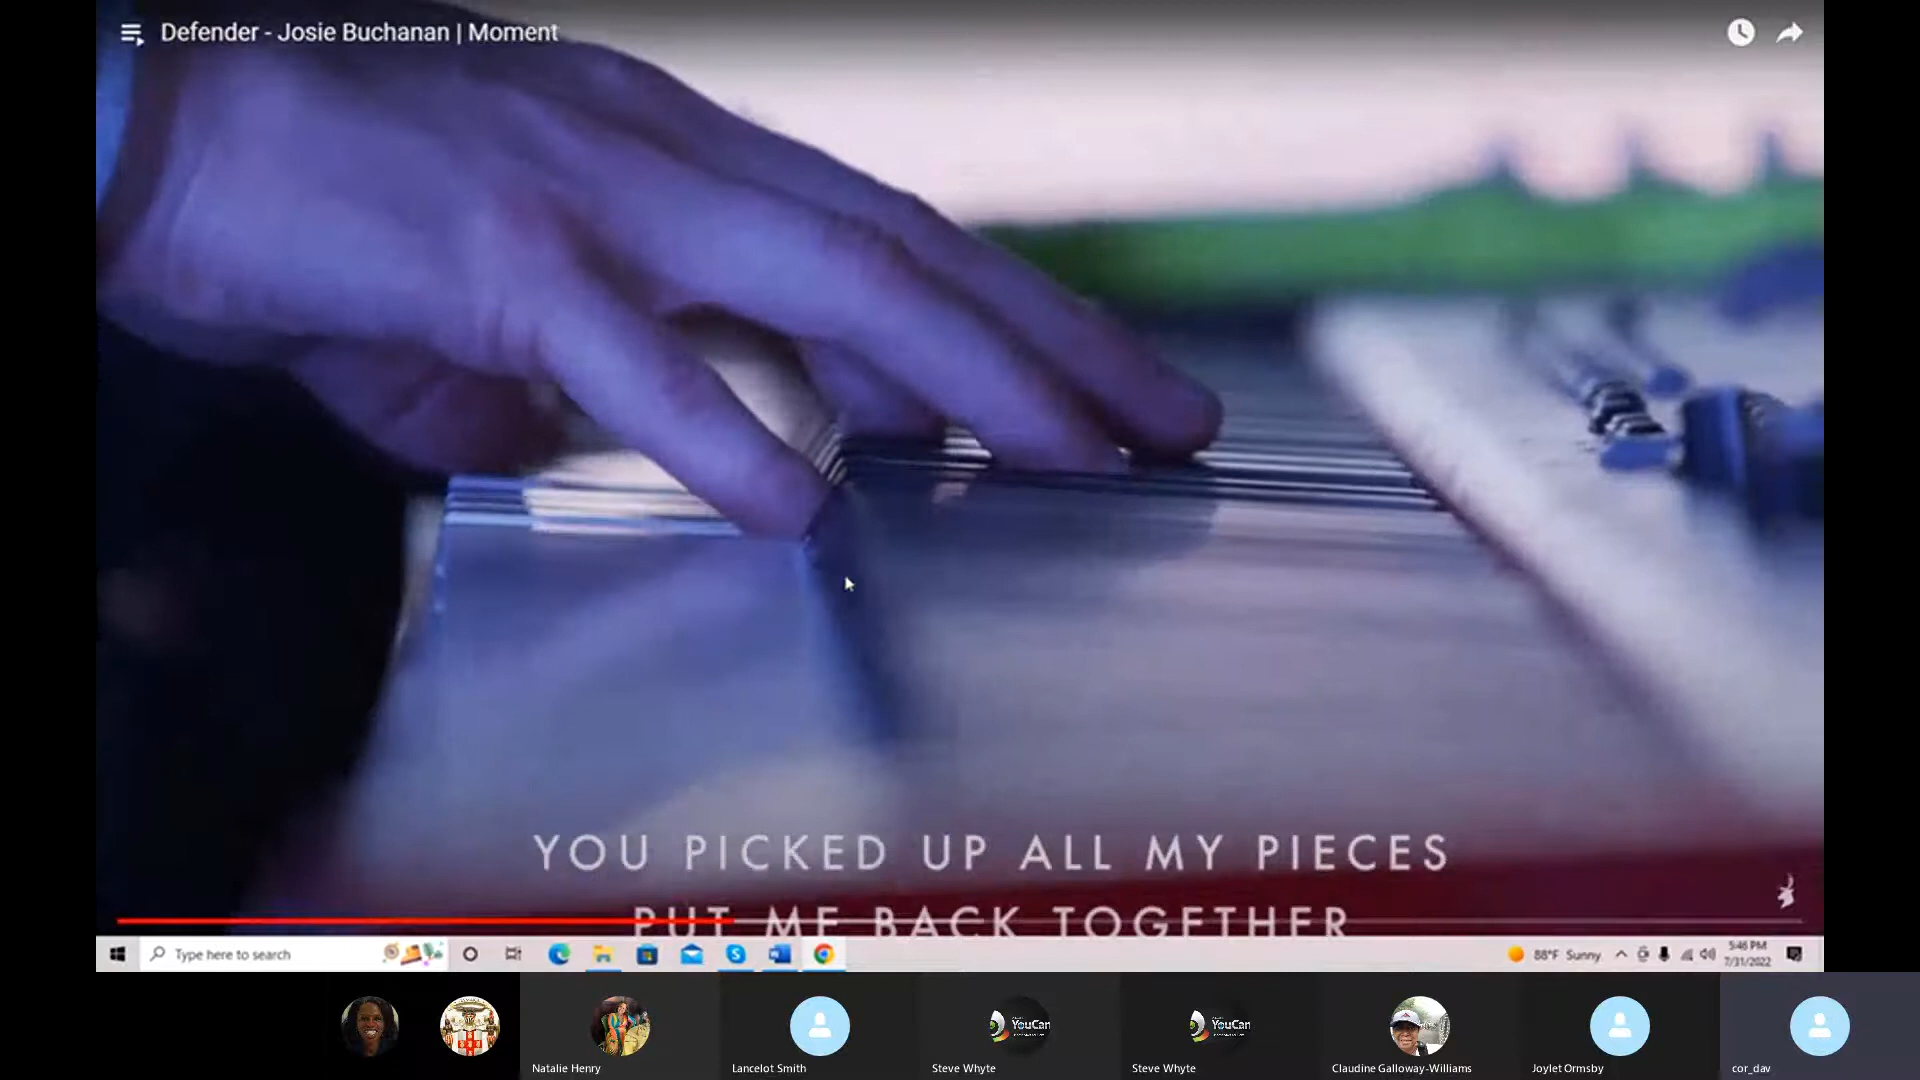 Defender - Josie Buchanan | Moment
YOU PICKED UP ALL MY PIECES
PUT ME BACK TOGETHER
Type here to search
88°F Sunny
5:46 PM
7/31/2022
YouCan
YouCan
Natalie Henry
Lancelot Smith
Steve Whyte
Steve Whyte
Claudine Galloway-Williams
Joylet Ormsby
cor_dav